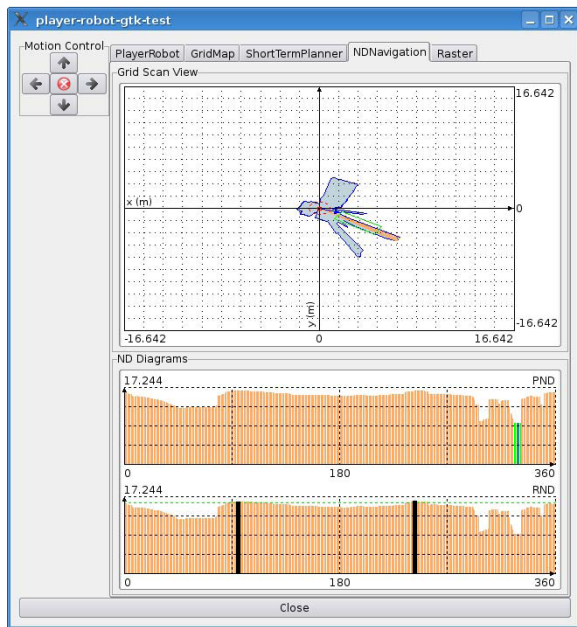 player-robot-gtk-test
Motion Control
PlayerRobot GridMap ShortTermPlanner NDNavigation Raster
Grid Scan View
16.642
x (m)
0
y (m)
-16.642
-16.642 0 16.642
ND Diagrams
17.244 PND
0 180 360
17.244 RND
0 180 360
Close